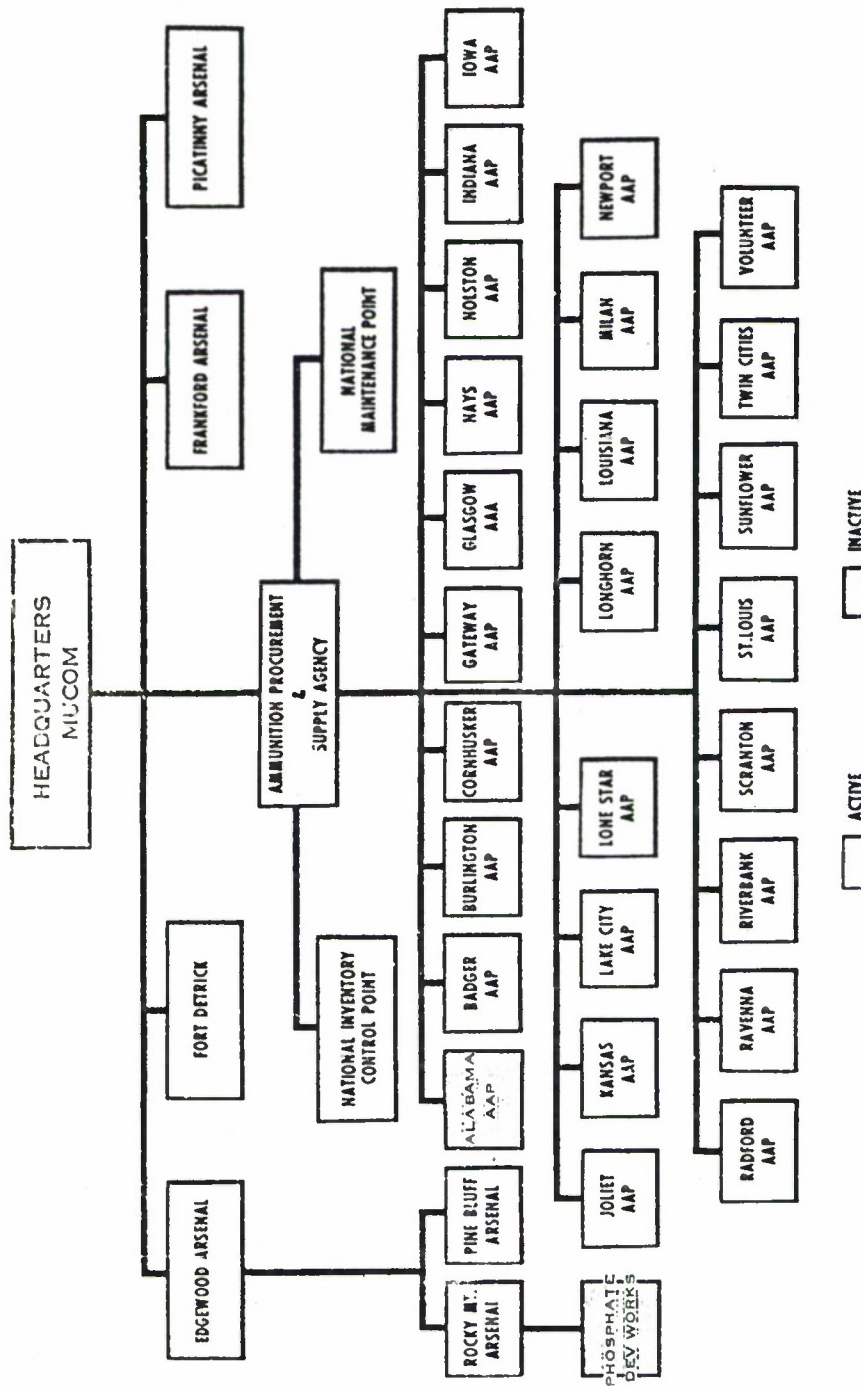 HEADQUARTERS
MUCOM
EDGEWOOD ARSENAL
FORT DETRICK
FRANKFORD ARSENAL
PICATINNY ARSENAL
AMMUNITION PROCUREMENT
&
SUPPLY AGENCY
NATIONAL INVENTORY
CONTROL POINT
NATIONAL
MAINTENANCE POINT
ROCKY MT.
ARSENAL
PINE BLUFF
ARSENAL
ALABAMA
AAP
BADGER
AAP
BURLINGTON
AAP
CORNHUSKER
AAP
GATEWAY
AAP
GLASGOW
AAA
HAYS
AAP
HOLSTON
AAP
INDIANA
AAP
IOWA
AAP
PHOSPHATE
DEV WORKS
JOLIET
AAP
KANSAS
AAP
LAKE CITY
AAP
LONE STAR
AAP
LONGHORN
AAP
LOUISIANA
AAP
MILAN
AAP
NEWPORT
AAP
RADFORD
AAP
RAVENNA
AAP
RIVERBANK
AAP
SCRANTON
AAP
ST.LOUIS
AAP
SUNFLOWER
AAP
TWIN CITIES
AAP
VOLUNTEER
AAP
ACTIVE
INACTIVE